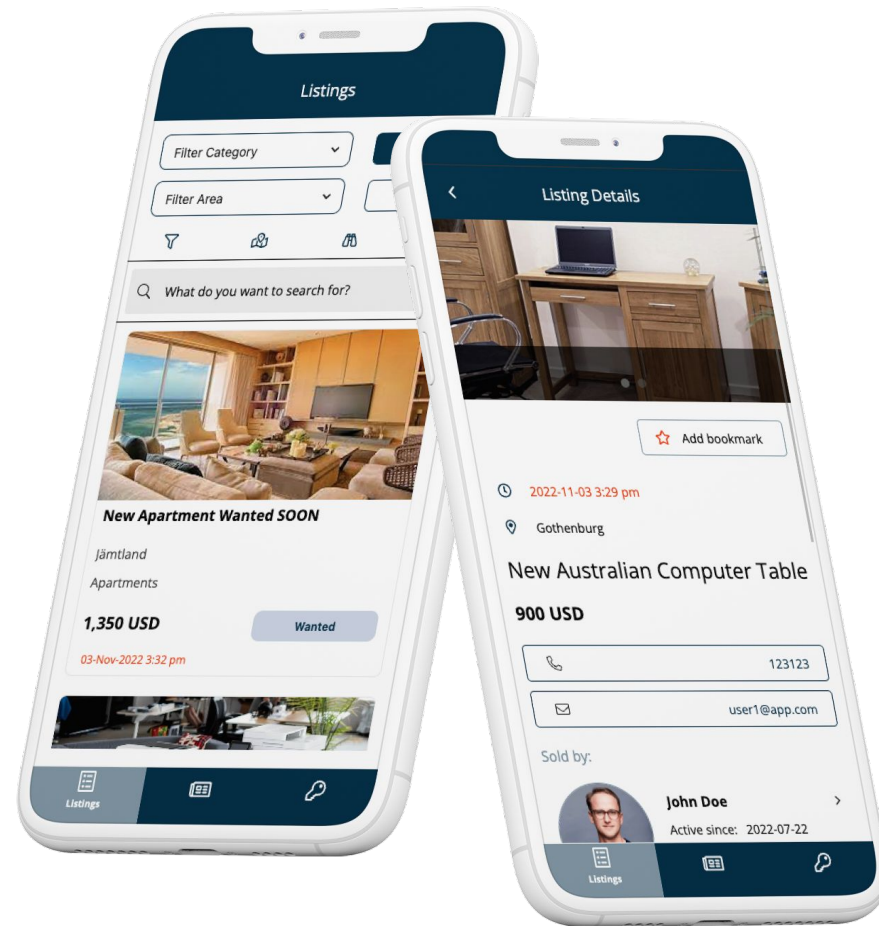 Listings
Filter Category
Filter Area
What do you want to search for?
New Apartment Wanted SOON
Jämtland
Apartments
1,350 USD
Wanted
03-Nov-2022 3:32 pm
Listings
Listing Details
Add bookmark
2022-11-03 3:29 pm
Gothenburg
New Australian Computer Table
900 USD
123123
user1@app.com
Sold by:
John Doe
Active since: 2022-07-22
Listings